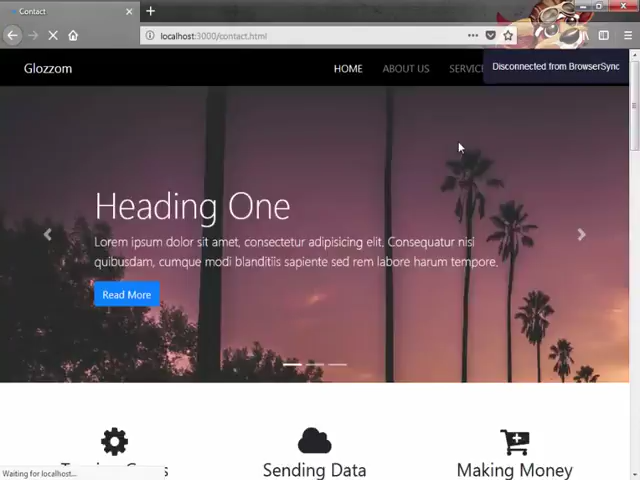 Contact
localhost:3000/contact.html
Glozzom
HOME ABOUT US
Disconnected from BrowserSync
Heading One
Lorem ipsum dolor sit amet, consectetur adipisicing elit. Consequatur nisi
quibusdam, cumque modi blanditiis sapiente sed rem labore harum tempore.
Read More
Sending Data
Making Money
Waiting for localhost...